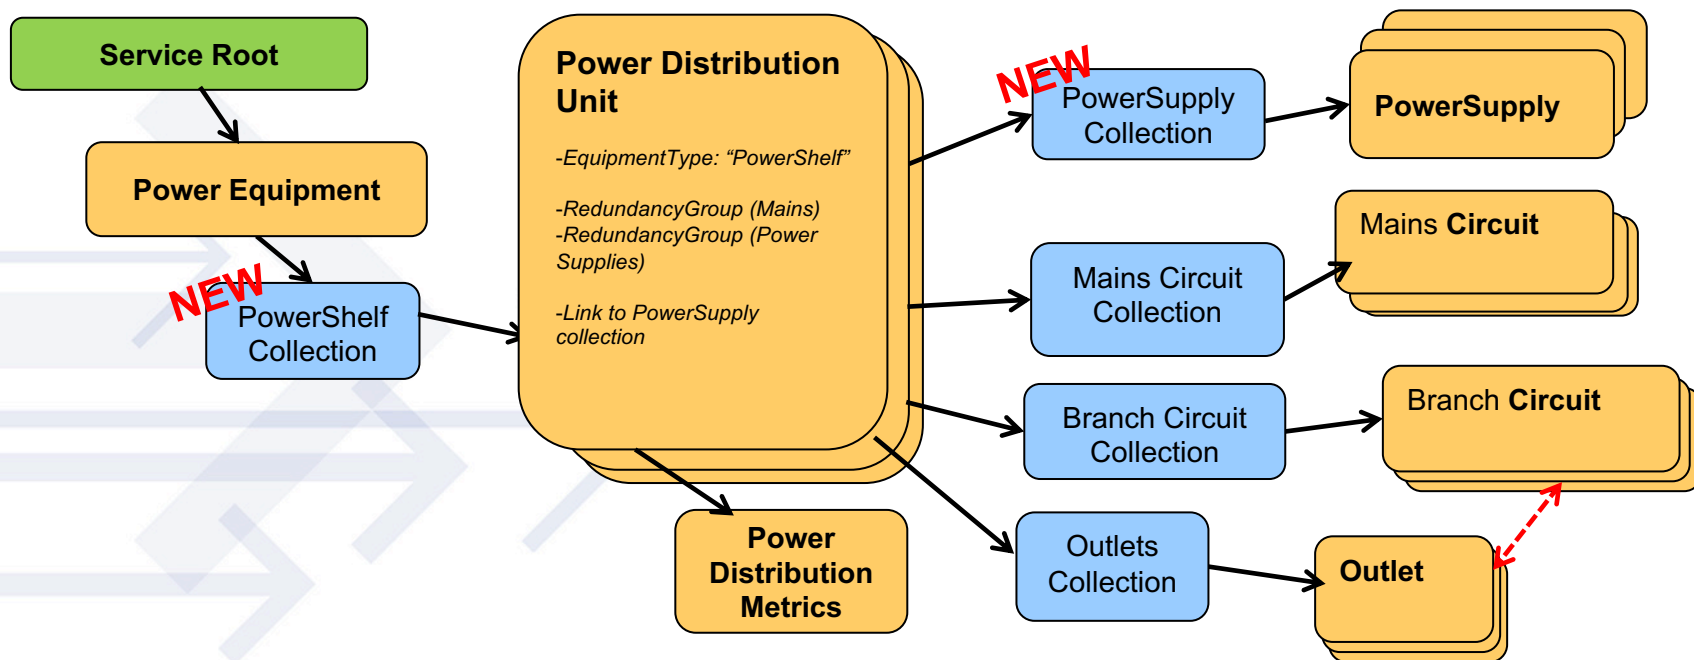 Service Root
Power Equipment
NEW
PowerShelf
Collection
Power Distribution
Unit
-EquipmentType: “PowerShelf”
-RedundancyGroup (Mains)
-RedundancyGroup (Power
Supplies)
-Link to PowerSupply
collection
Power
Distribution
Metrics
NEW
PowerSupply
Collection
PowerSupply
Mains Circuit
Collection
Mains Circuit
Branch Circuit
Collection
Branch Circuit
Outlets
Collection
Outlet